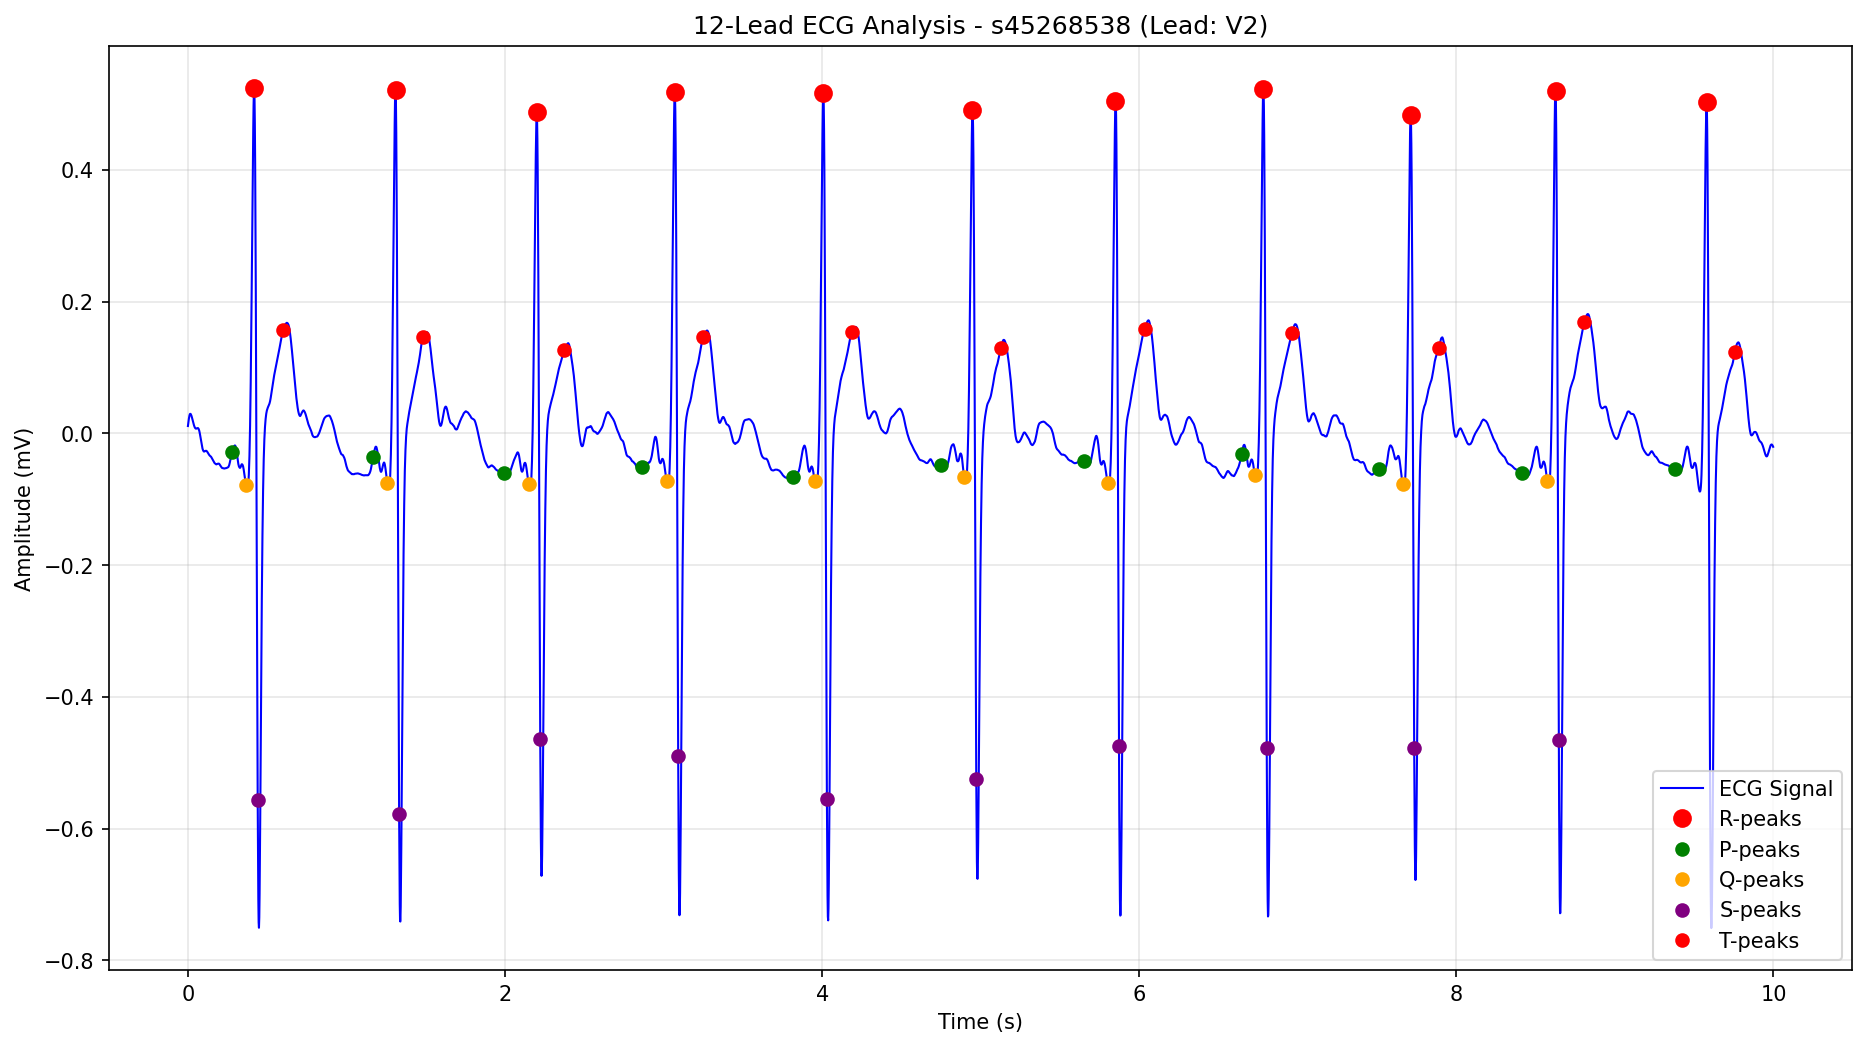 12-Lead ECG Analysis - s45268538 (Lead: V2)
Amplitude (mV)
0.4
0.2
0.0
−0.2
−0.4
−0.6
−0.8
0 2 4 6 8 10
Time (s)
ECG Signal
R-peaks
P-peaks
Q-peaks
S-peaks
T-peaks